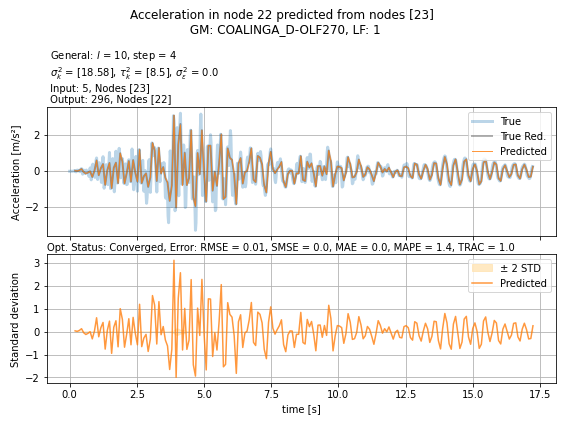 Acceleration in node 22 predicted from nodes [23]
GM: COALINGA_D-OLF270, LF: 1
General: l = 10, step = 4
σ²ₖ = [18.58], τ²ₖ = [8.5], σ²ε = 0.0
Input: 5, Nodes [23]
Output: 296, Nodes [22]
Acceleration [m/s²]
2
0
−2
True
True Red.
Predicted
Opt. Status: Converged, Error: RMSE = 0.01, SMSE = 0.0, MAE = 0.0, MAPE = 1.4, TRAC = 1.0
Standard deviation
3
2
1
0
−1
−2
± 2 STD
Predicted
0.0 2.5 5.0 7.5 10.0 12.5 15.0 17.5
time [s]